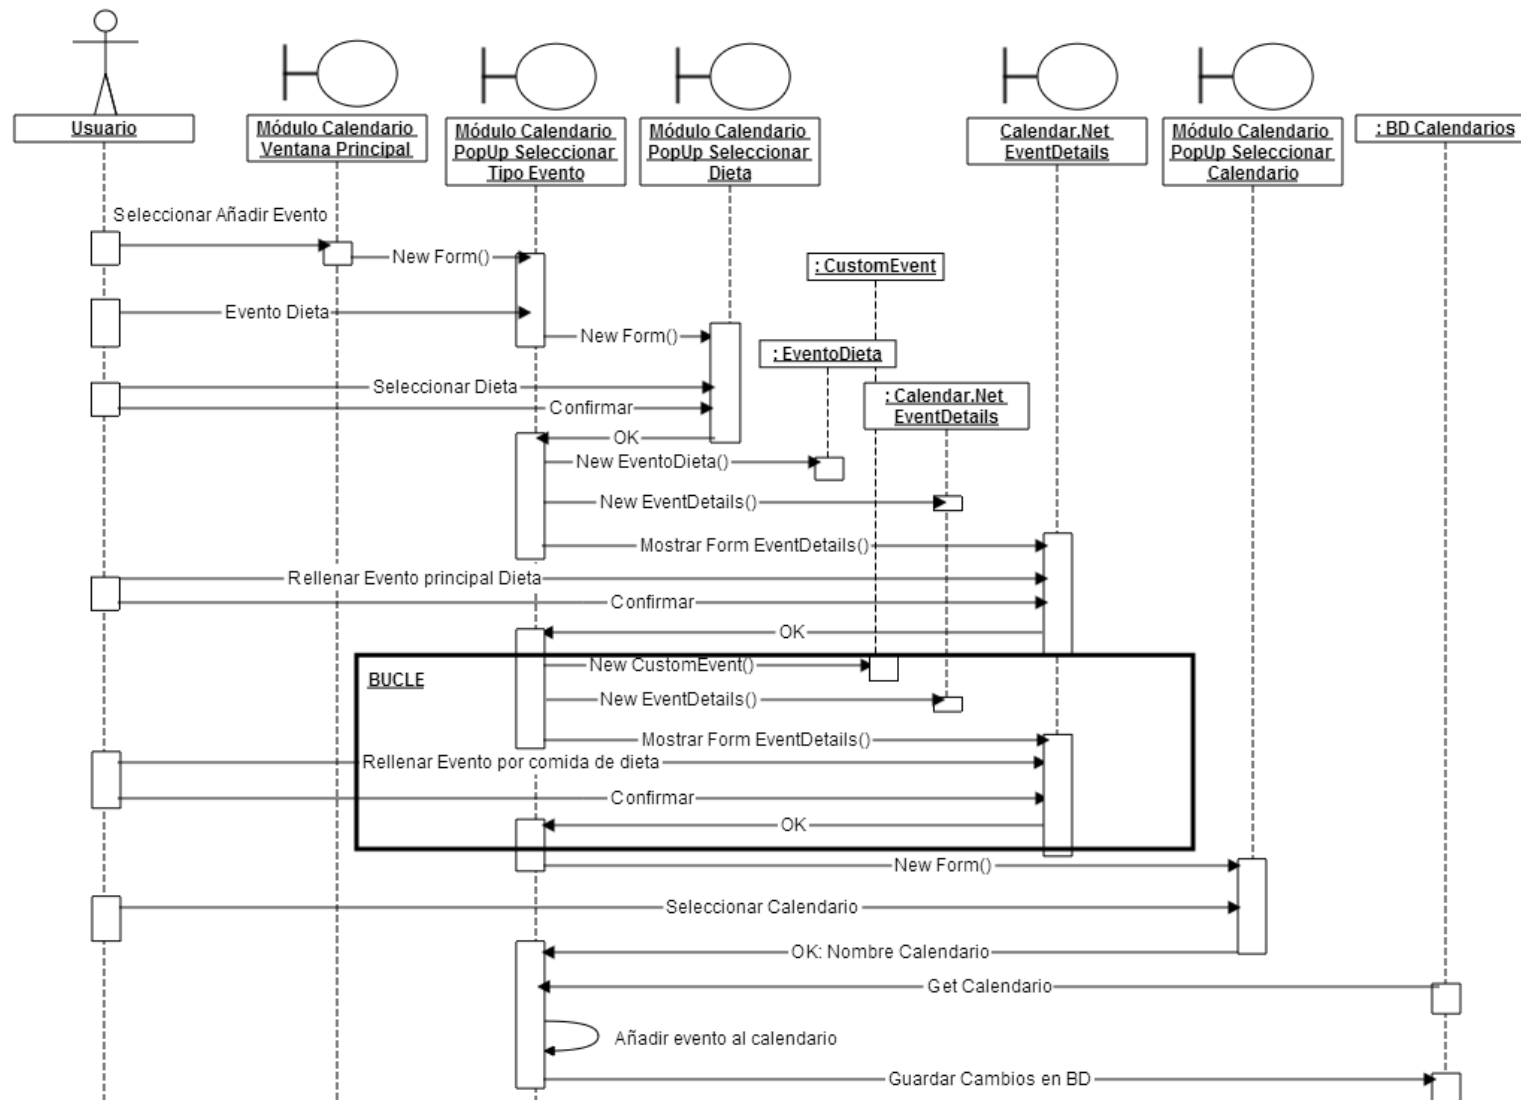 Usuario
Módulo Calendario
Ventana Principal
Módulo Calendario
PopUp Seleccionar
Tipo Evento
Módulo Calendario
PopUp Seleccionar
Dieta
Calendar.Net
EventDetails
Módulo Calendario
PopUp Seleccionar
Calendario
: BD Calendarios
Seleccionar Añadir Evento
New Form()
: CustomEvent
Evento Dieta
New Form()
: EventoDieta
Seleccionar Dieta
: Calendar.Net
EventDetails
Confirmar
OK
New EventoDieta()
New EventDetails()
Mostrar Form EventDetails()
Rellenar Evento principal Dieta
Confirmar
OK
New CustomEvent()
BUCLE
New EventDetails()
Mostrar Form EventDetails()
Rellenar Evento por comida de dieta
Confirmar
OK
New Form()
Seleccionar Calendario
OK: Nombre Calendario
Get Calendario
Añadir evento al calendario
Guardar Cambios en BD